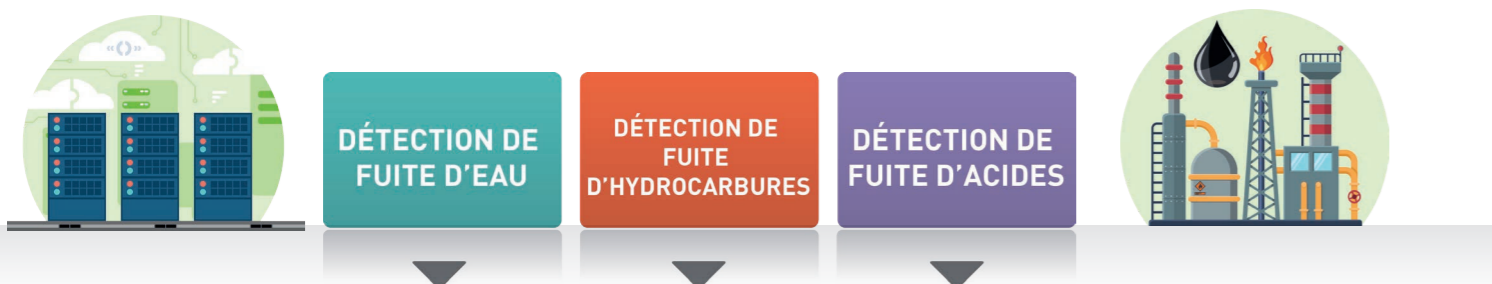 DÉTECTION DE
FUITE D'EAU
DÉTECTION DE
FUITE
D'HYDROCARBURES
DÉTECTION DE
FUITE D'ACIDES